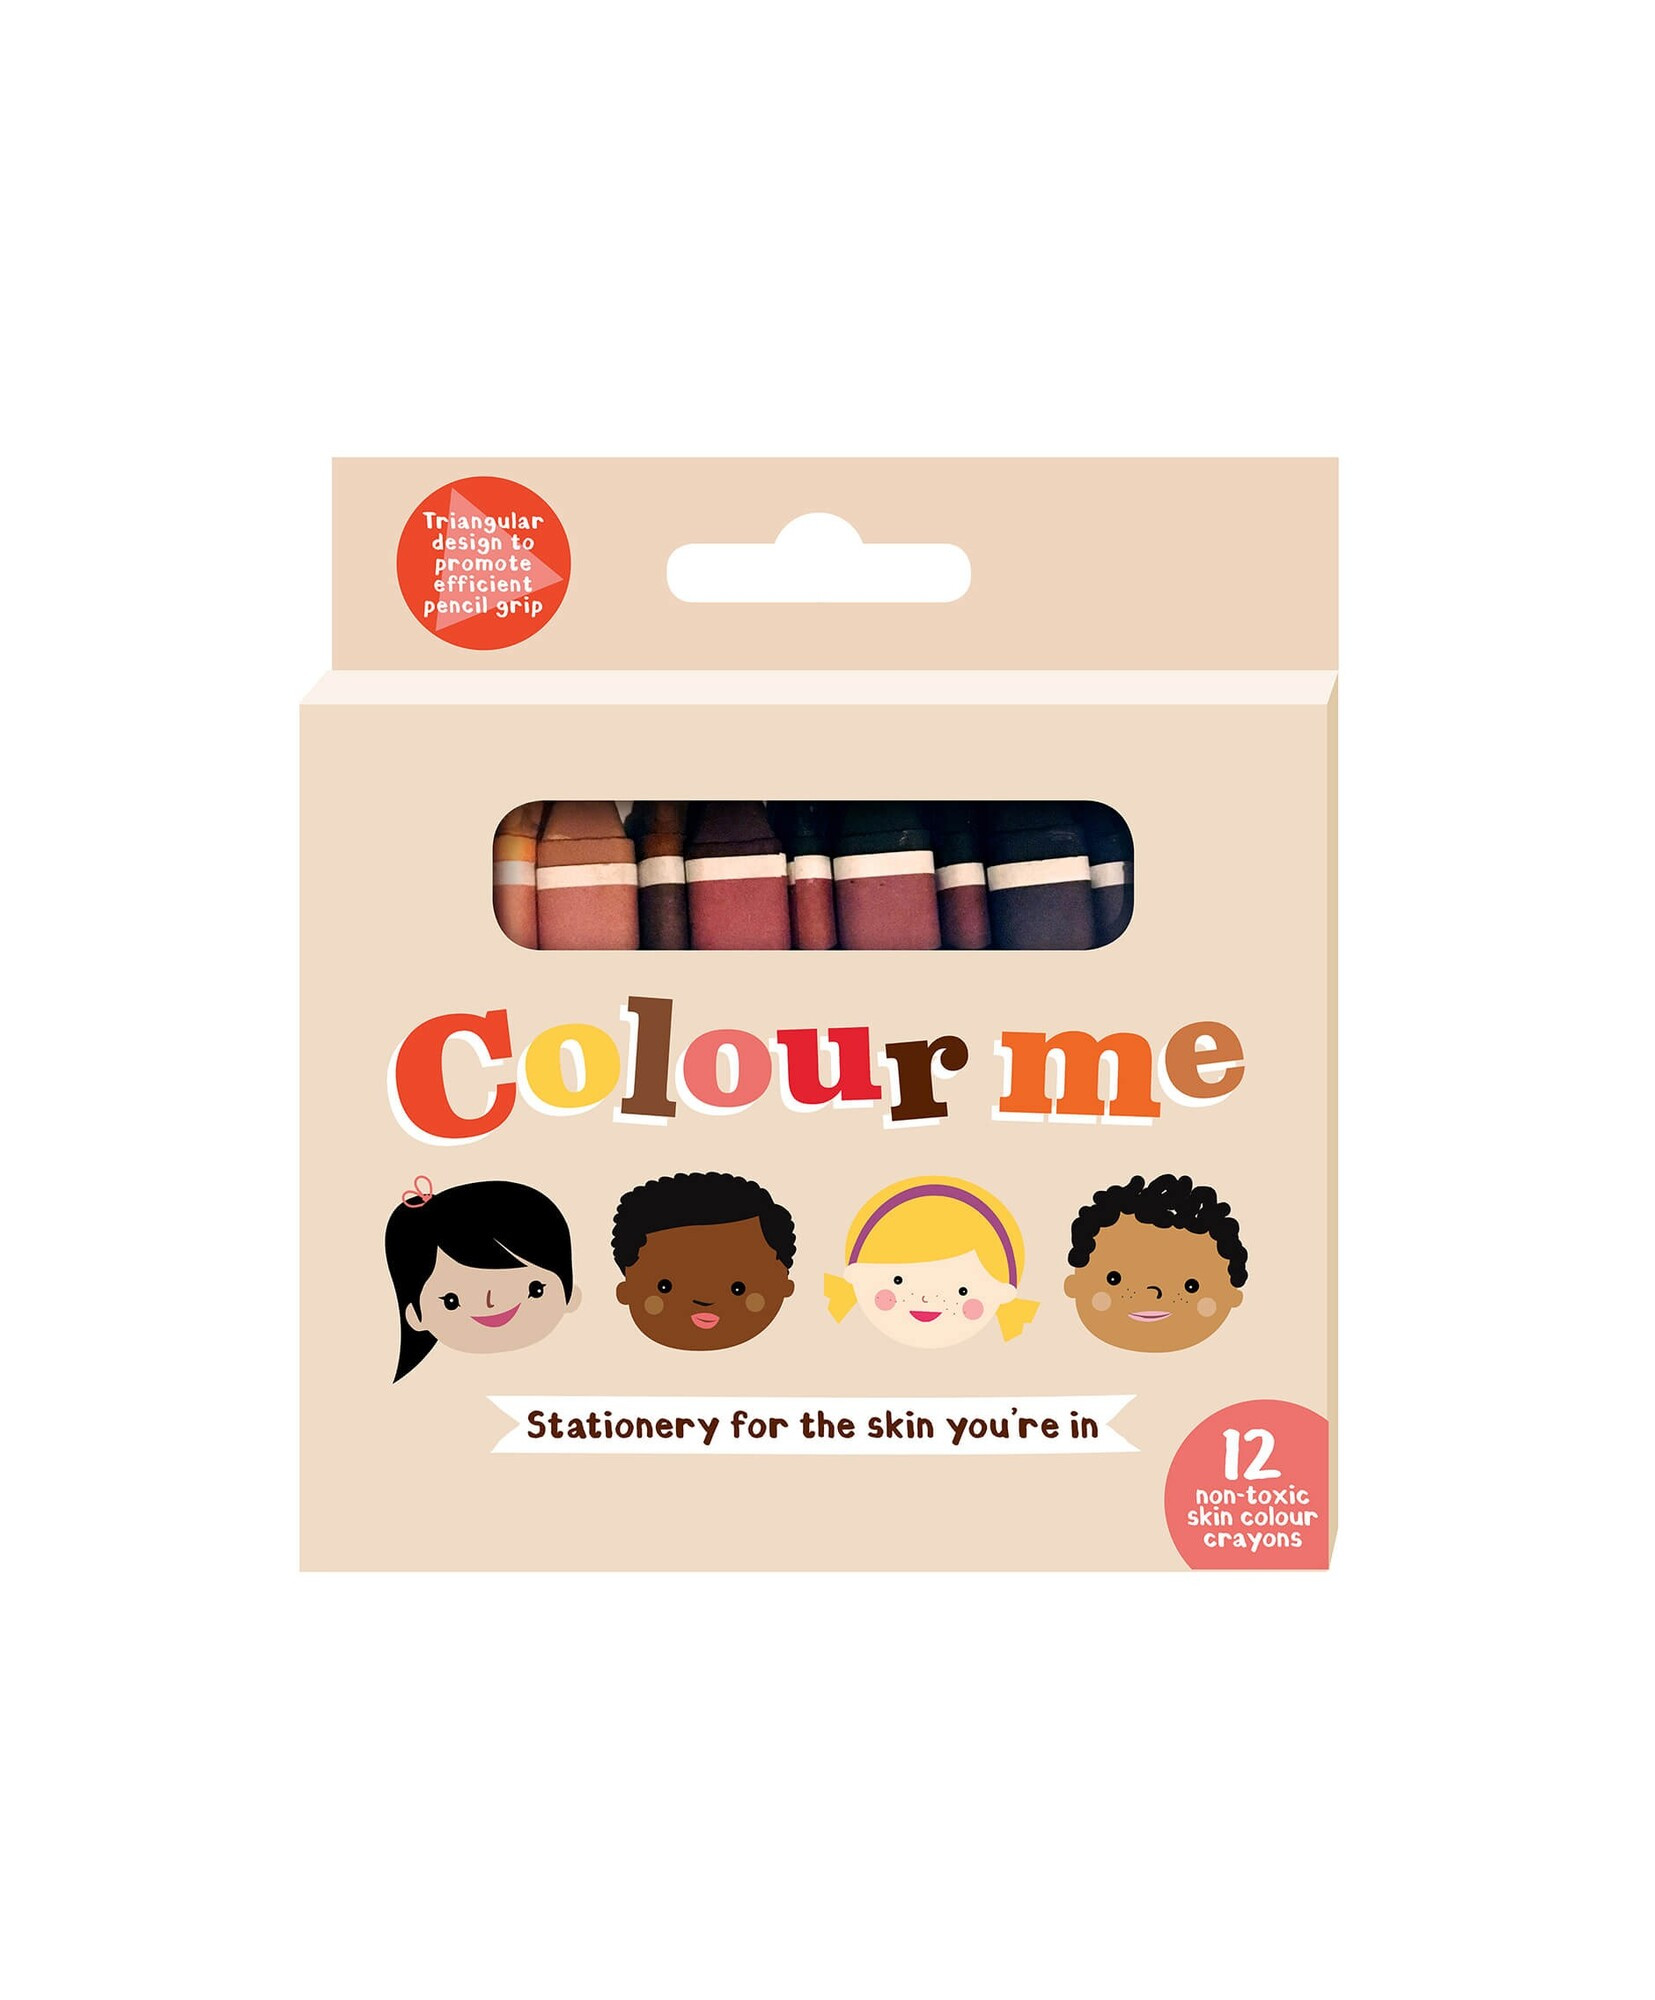 Triangular
design to
promote
efficient
pencil grip
Colour me
Stationery for the skin you're in
12
non-toxic
skin colour
crayons